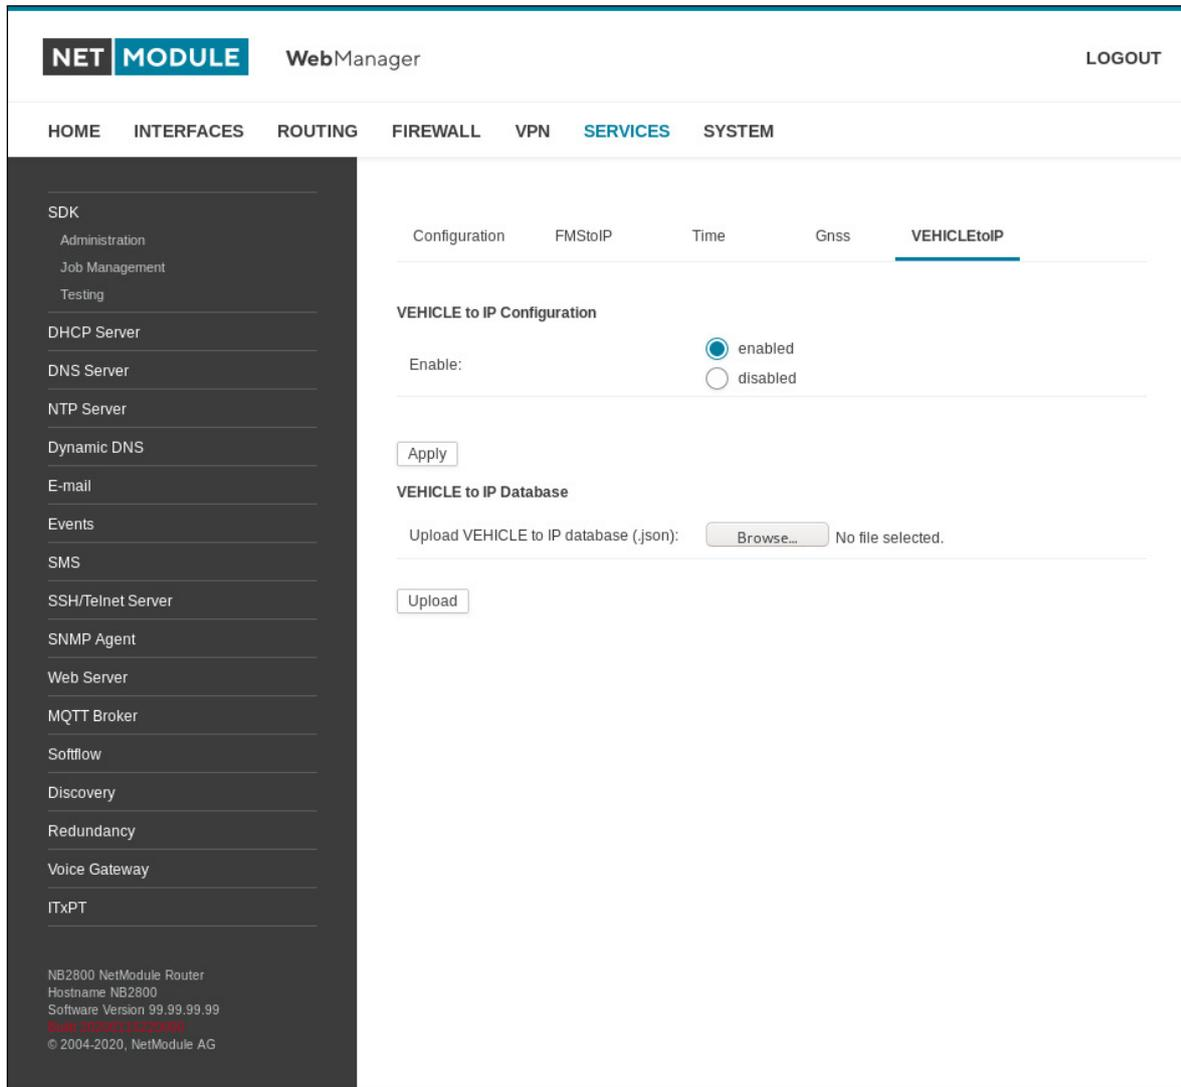 NET MODULE WebManager LOGOUT
HOME INTERFACES ROUTING FIREWALL VPN SERVICES SYSTEM
SDK
Administration
Job Management
Testing
DHCP Server
DNS Server
NTP Server
Dynamic DNS
E-mail
Events
SMS
SSH/Telnet Server
SNMP Agent
Web Server
MQTT Broker
Softflow
Discovery
Redundancy
Voice Gateway
ITxPT
NB2800 NetModule Router
Hostname NB2800
Software Version 99.99.99.99
Build
© 2004-2020, NetModule AG
Configuration FMStoIP Time Gnss VEHICLEtoIP
VEHICLE to IP Configuration
Enable:
enabled
disabled
Apply
VEHICLE to IP Database
Upload VEHICLE to IP database (.json): Browse... No file selected.
Upload